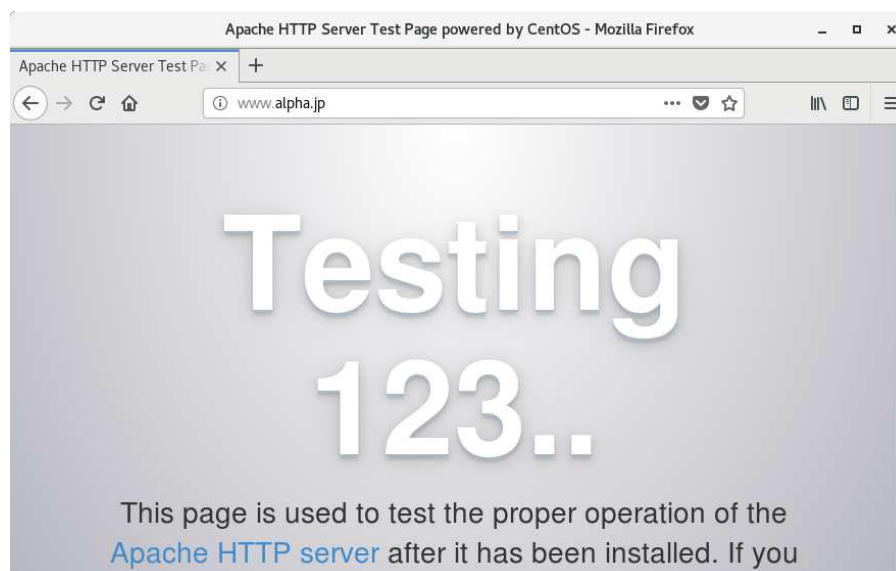 Apache HTTP Server Test Page powered by CentOS - Mozilla Firefox
Apache HTTP Server Test Pa
www.alpha.jp
Testing
123..
This page is used to test the proper operation of the
Apache HTTP server after it has been installed. If you